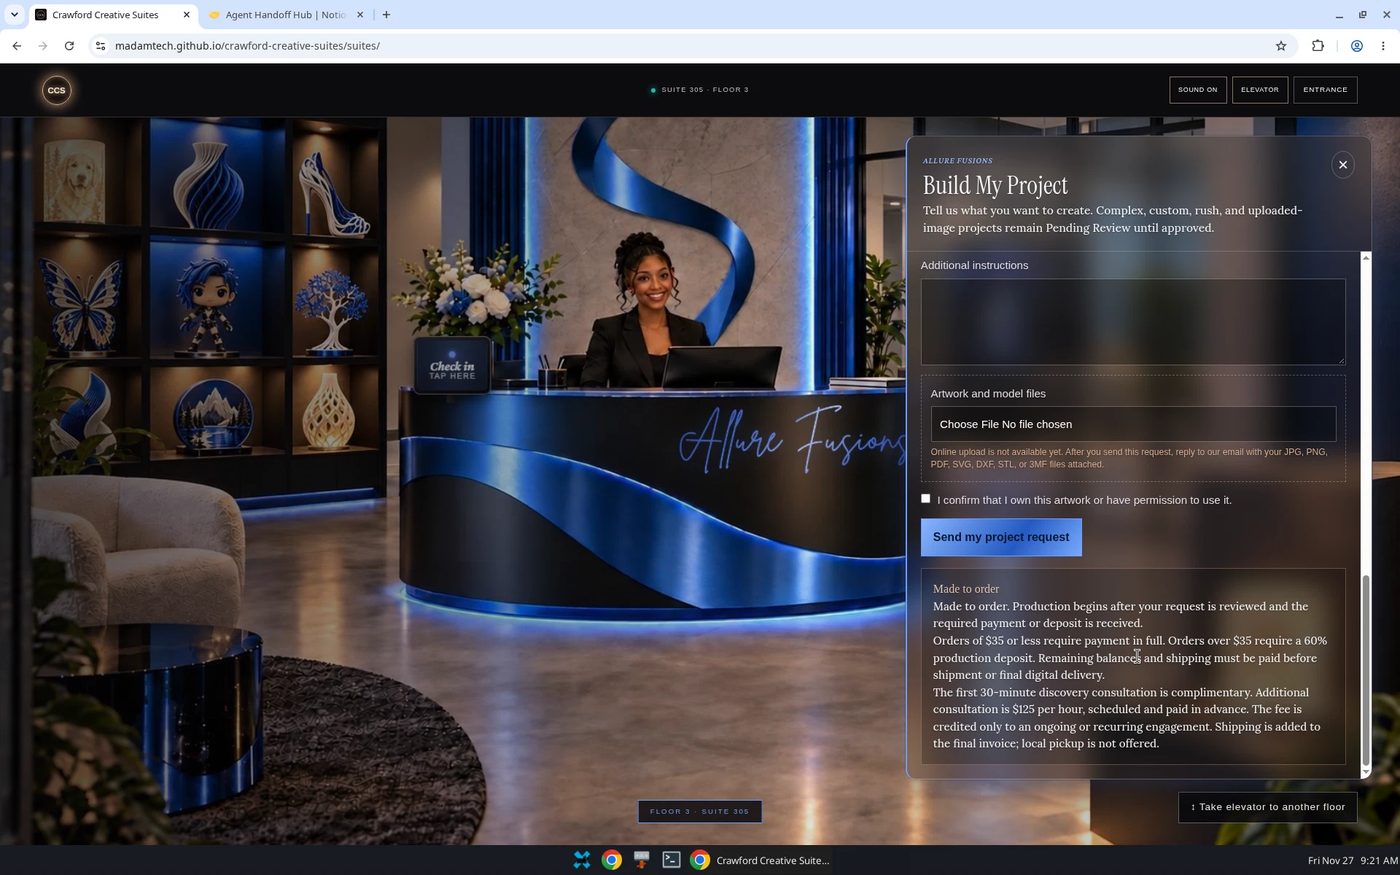 Crawford Creative Suites
Agent Handoff Hub | Notio
madamtech.github.io/crawford-creative-suites/suites/
CCS
SUITE 305 · FLOOR 3
SOUND ON
ELEVATOR
ENTRANCE
Check in
TAP HERE
Allure Fusions
ALLURE FUSIONS
Build My Project
Tell us what you want to create. Complex, custom, rush, and uploaded-
image projects remain Pending Review until approved.
Additional instructions
Artwork and model files
Choose File No file chosen
Online upload is not available yet. After you send this request, reply to our email with your JPG, PNG,
PDF, SVG, DXF, STL, or 3MF files attached.
I confirm that I own this artwork or have permission to use it.
Send my project request
Made to order
Made to order. Production begins after your request is reviewed and the
required payment or deposit is received.
Orders of $35 or less require payment in full. Orders over $35 require a 60%
production deposit. Remaining balances and shipping must be paid before
shipment or final digital delivery.
The first 30-minute discovery consultation is complimentary. Additional
consultation is $125 per hour, scheduled and paid in advance. The fee is
credited only to an ongoing or recurring engagement. Shipping is added to
the final invoice; local pickup is not offered.
FLOOR 3 · SUITE 305
↕ Take elevator to another floor
Crawford Creative Suite...
Fri Nov 27 9:21 AM